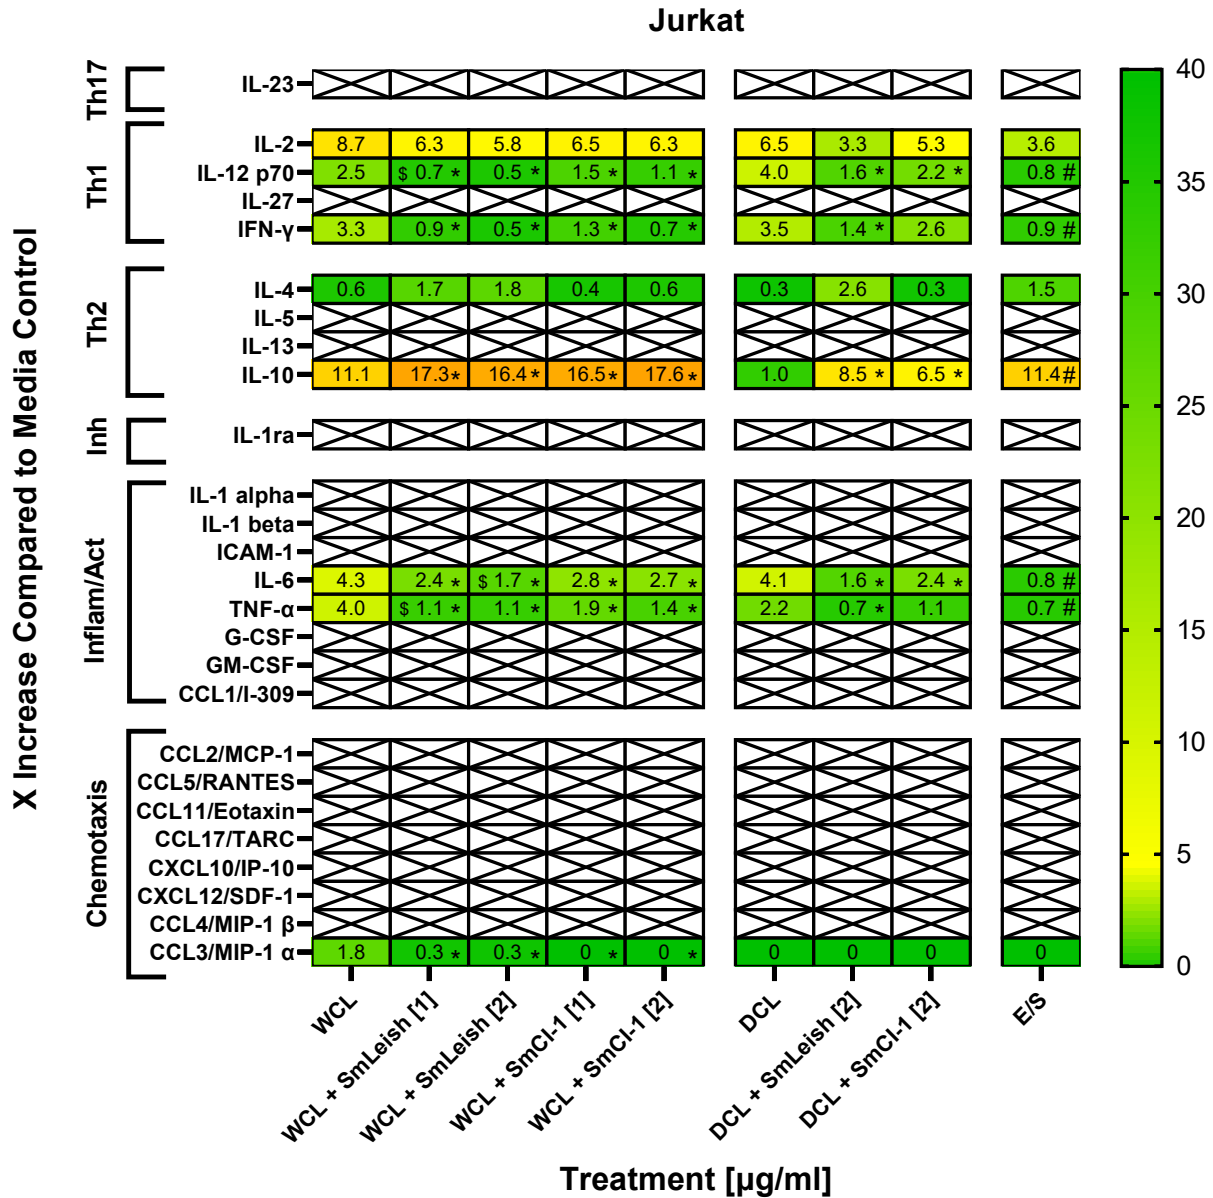 Jurkat
X Increase Compared to Media Control
Th17
IL-23
Th1
IL-2 8.7 6.3 5.8 6.5 6.3 6.5 3.3 5.3 3.6
IL-12 p70 2.5 $ 0.7 * 0.5 * 1.5 * 1.1 * 4.0 1.6 * 2.2 * 0.8 #
IL-27
IFN-γ 3.3 0.9 * 0.5 * 1.3 * 0.7 * 3.5 1.4 * 2.6 0.9 #
Th2
IL-4 0.6 1.7 1.8 0.4 0.6 0.3 2.6 0.3 1.5
IL-5
IL-13
IL-10 11.1 17.3 * 16.4 * 16.5 * 17.6 * 1.0 8.5 * 6.5 * 11.4 #
Inh
IL-1ra
Inflam/Act
IL-1 alpha
IL-1 beta
ICAM-1
IL-6 4.3 2.4 * $ 1.7 * 2.8 * 2.7 * 4.1 1.6 * 2.4 * 0.8 #
TNF-α 4.0 $ 1.1 * 1.1 * 1.9 * 1.4 * 2.2 0.7 * 1.1 0.7 #
G-CSF
GM-CSF
CCL1/I-309
Chemotaxis
CCL2/MCP-1
CCL5/RANTES
CCL11/Eotaxin
CCL17/TARC
CXCL10/IP-10
CXCL12/SDF-1
CCL4/MIP-1 β
CCL3/MIP-1 α 1.8 0.3 * 0.3 * 0 * 0 * 0 0 0 0
WCL
WCL + SmLeish [1]
WCL + SmLeish [2]
WCL + SmCI-1 [1]
WCL + SmCI-1 [2]
DCL
DCL + SmLeish [2]
DCL + SmCI-1 [2]
E/S
Treatment [µg/ml]
40
35
30
25
20
15
10
5
0